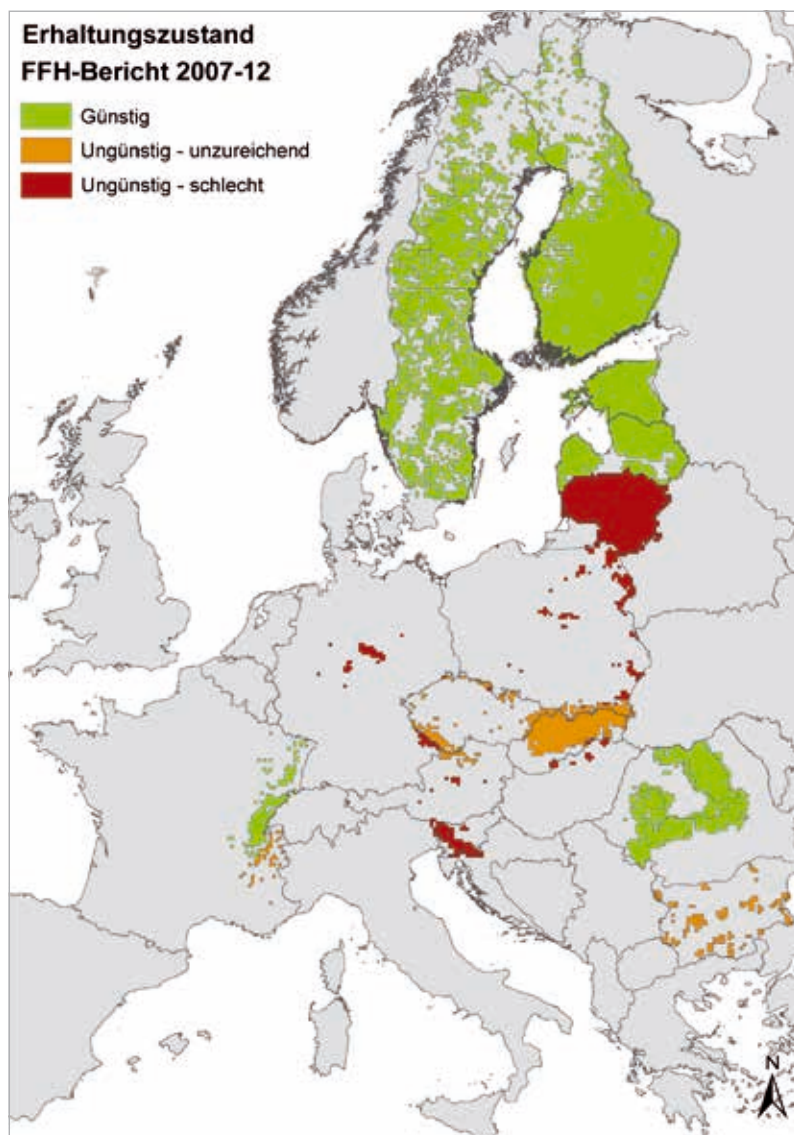 Erhaltungszustand
FFH-Bericht 2007-12
Günstig
Ungünstig - unzureichend
Ungünstig - schlecht
N